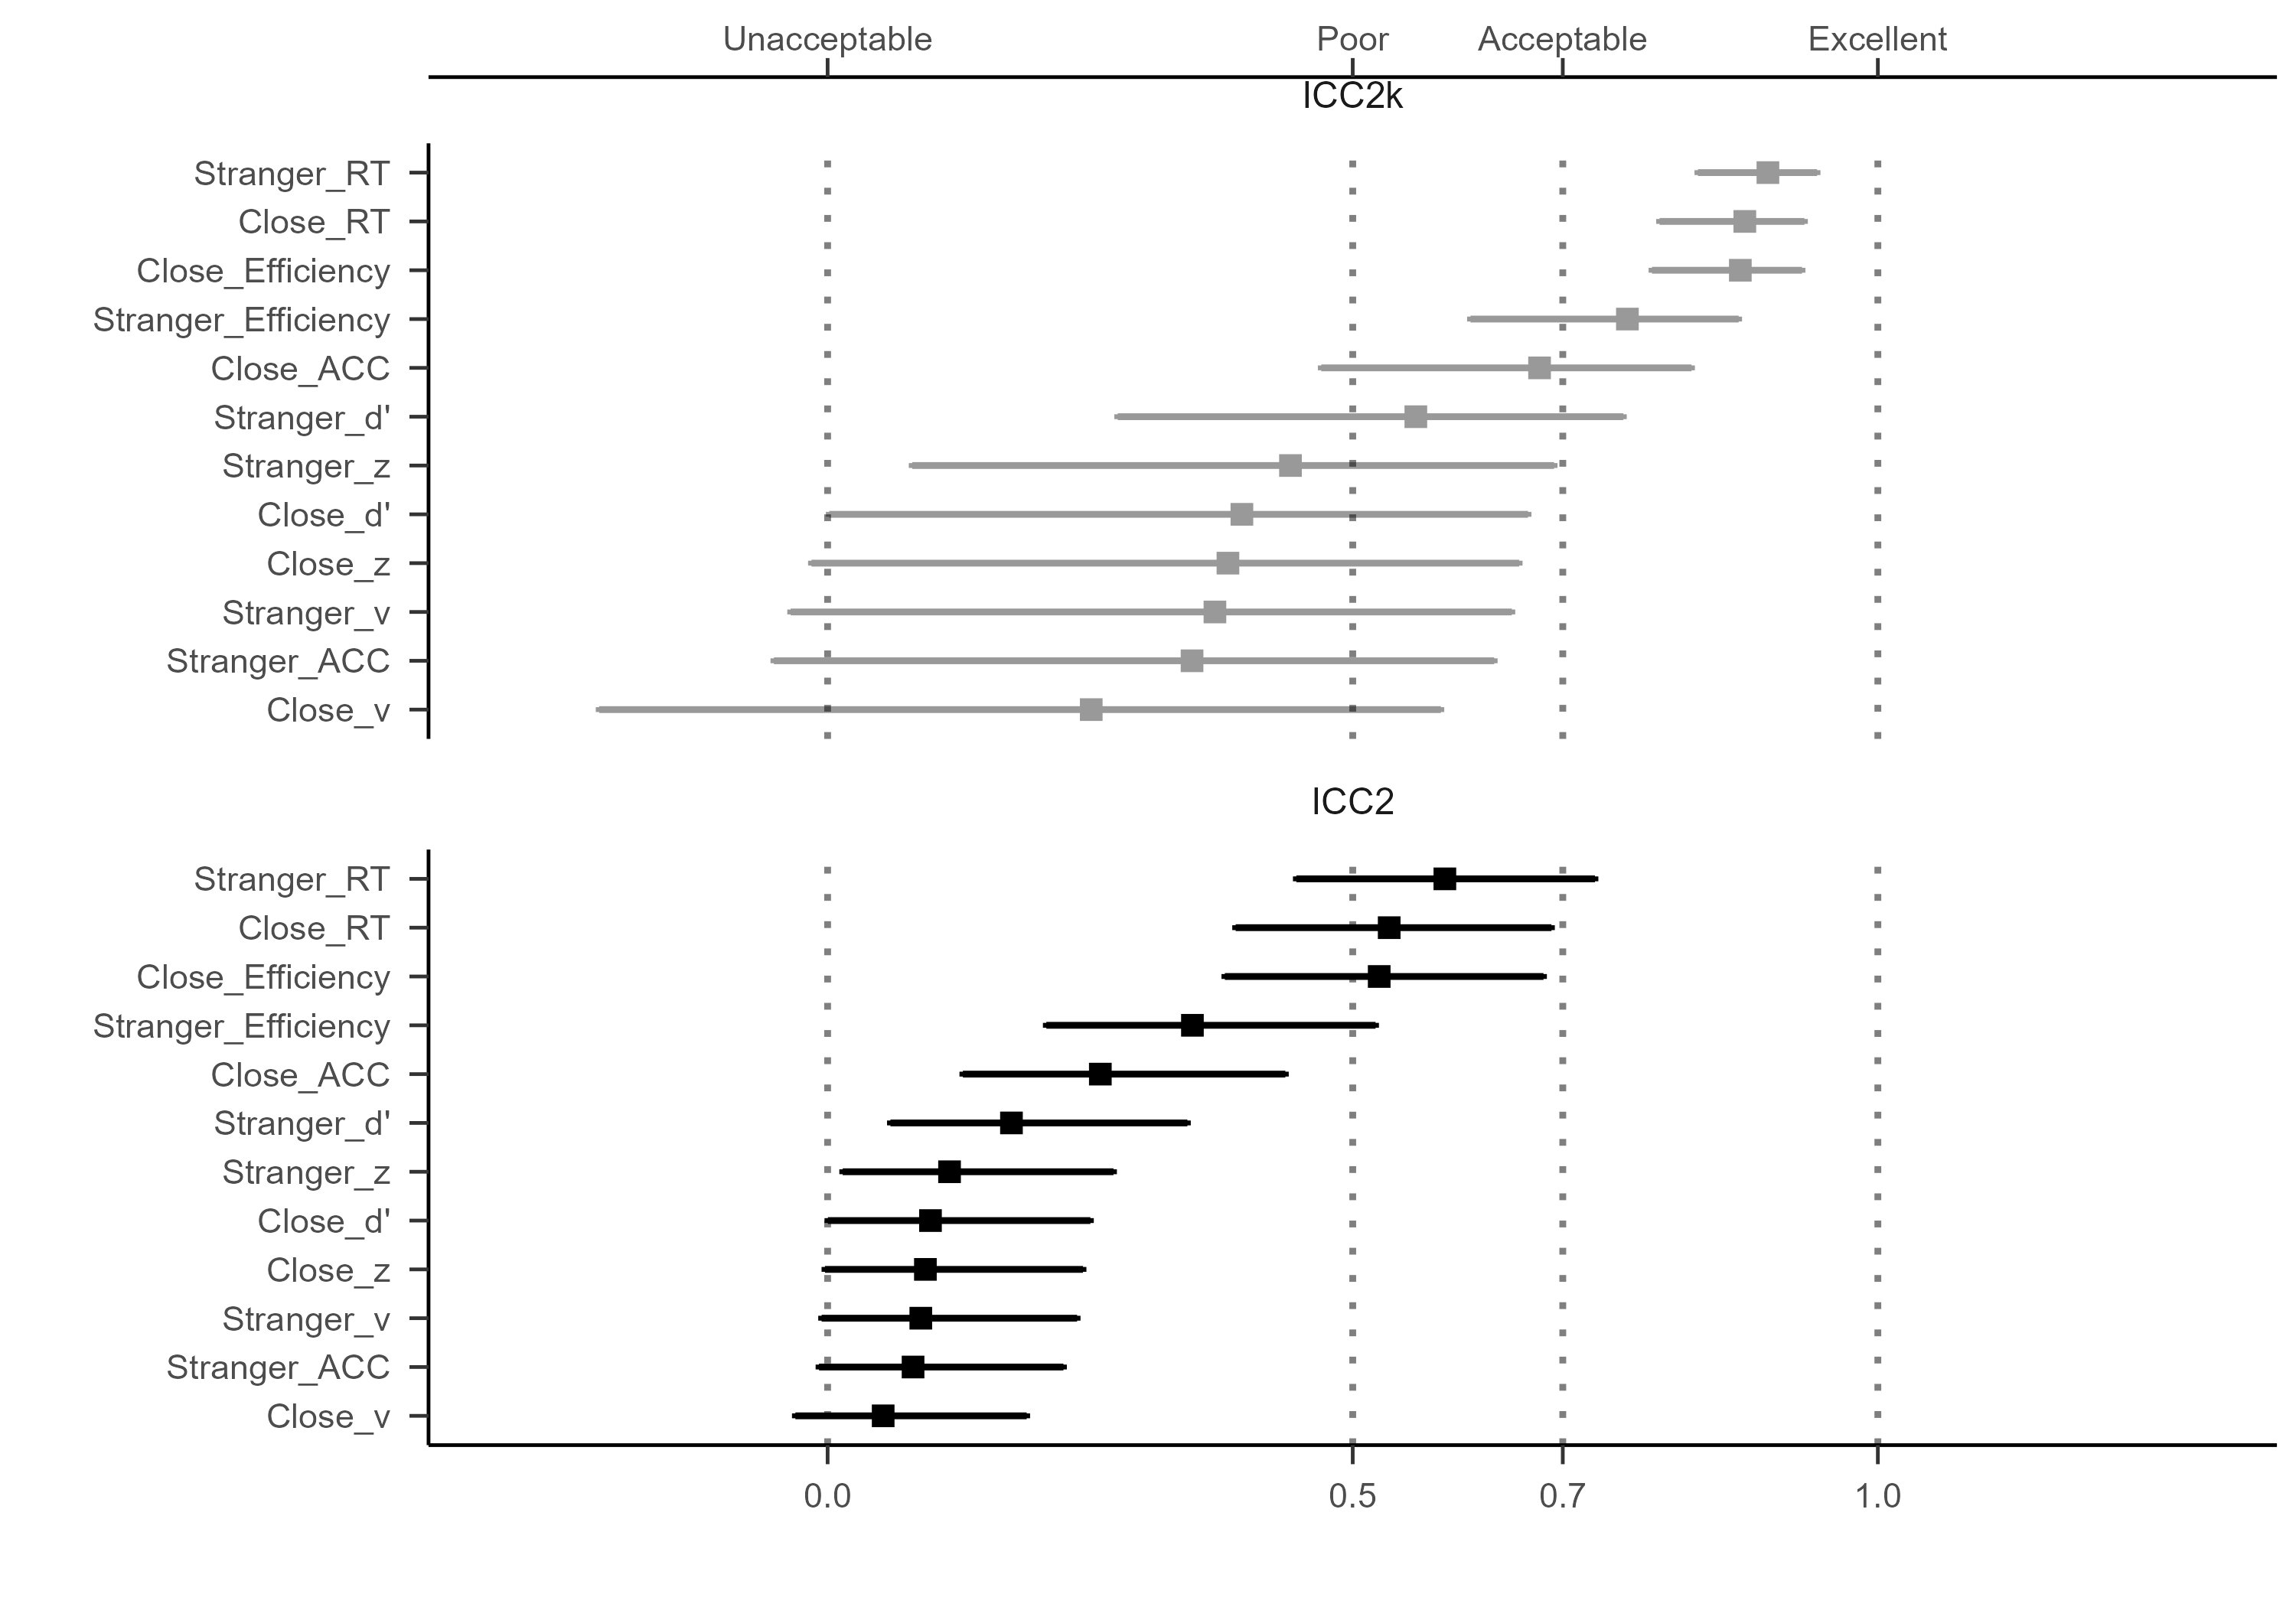 Unacceptable Poor Acceptable Excellent
ICC2k
Stranger_RT
Close_RT
Close_Efficiency
Stranger_Efficiency
Close_ACC
Stranger_d'
Stranger_z
Close_d'
Close_z
Stranger_v
Stranger_ACC
Close_v
ICC2
Stranger_RT
Close_RT
Close_Efficiency
Stranger_Efficiency
Close_ACC
Stranger_d'
Stranger_z
Close_d'
Close_z
Stranger_v
Stranger_ACC
Close_v
0.0 0.5 0.7 1.0